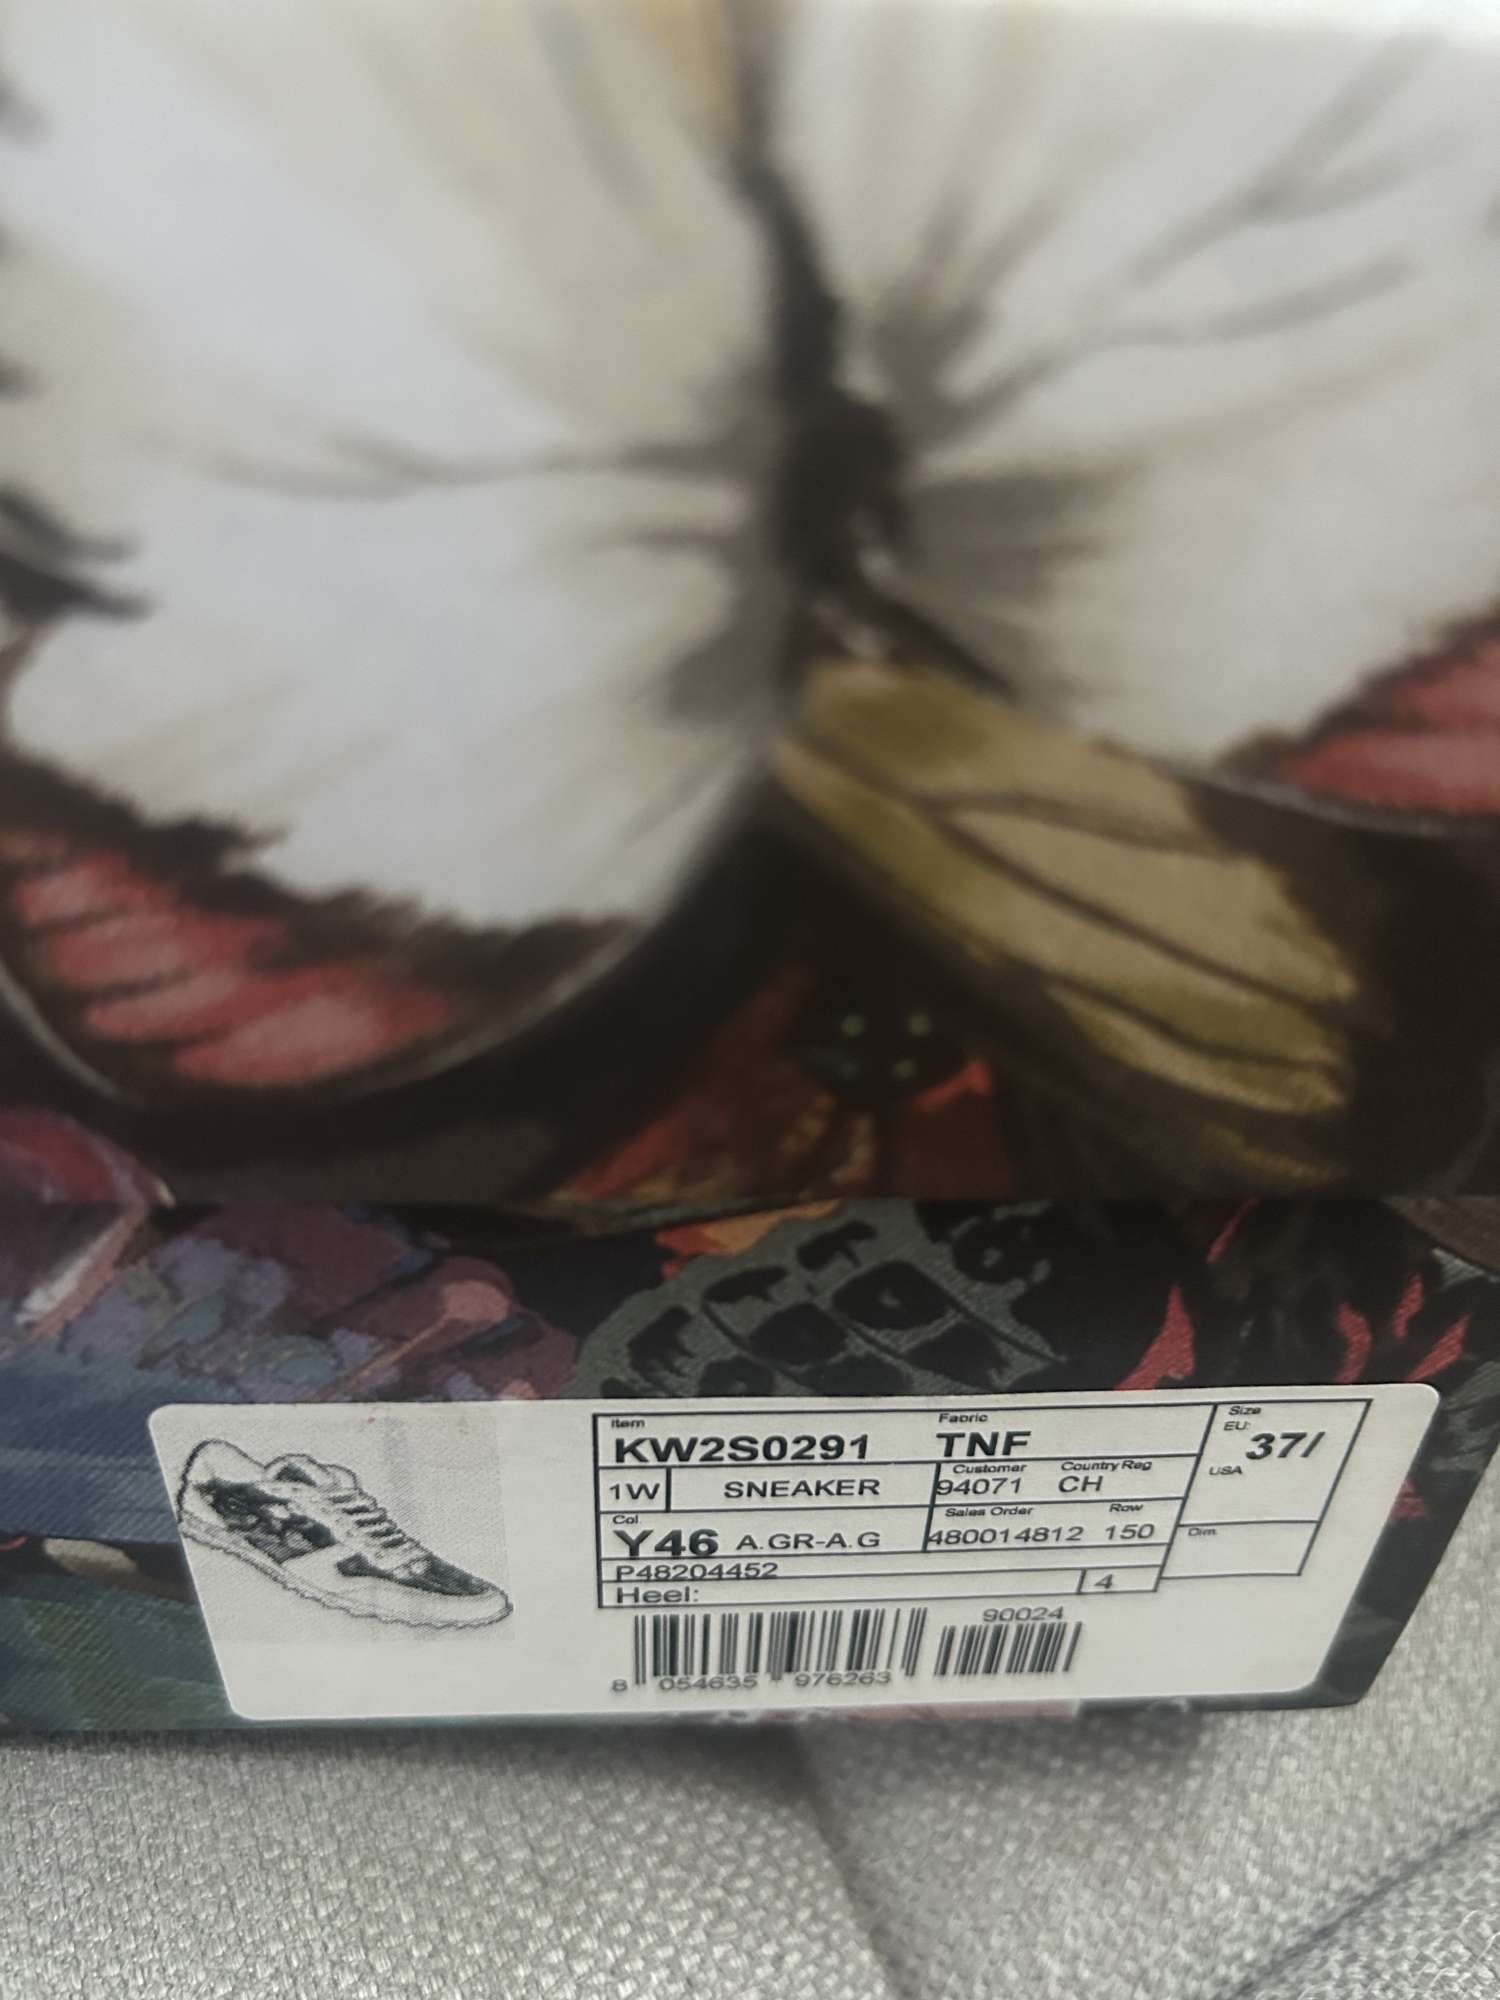 Item Fabric Size
KW2S0291 TNF EU: 37/
1W SNEAKER Customer Country Reg USA
94071 CH
Col. Sales Order Row
Y46 A.GR-A.G 480014812 150 Dim.
P48204452
Heel: 4
90024
8 054635 976263